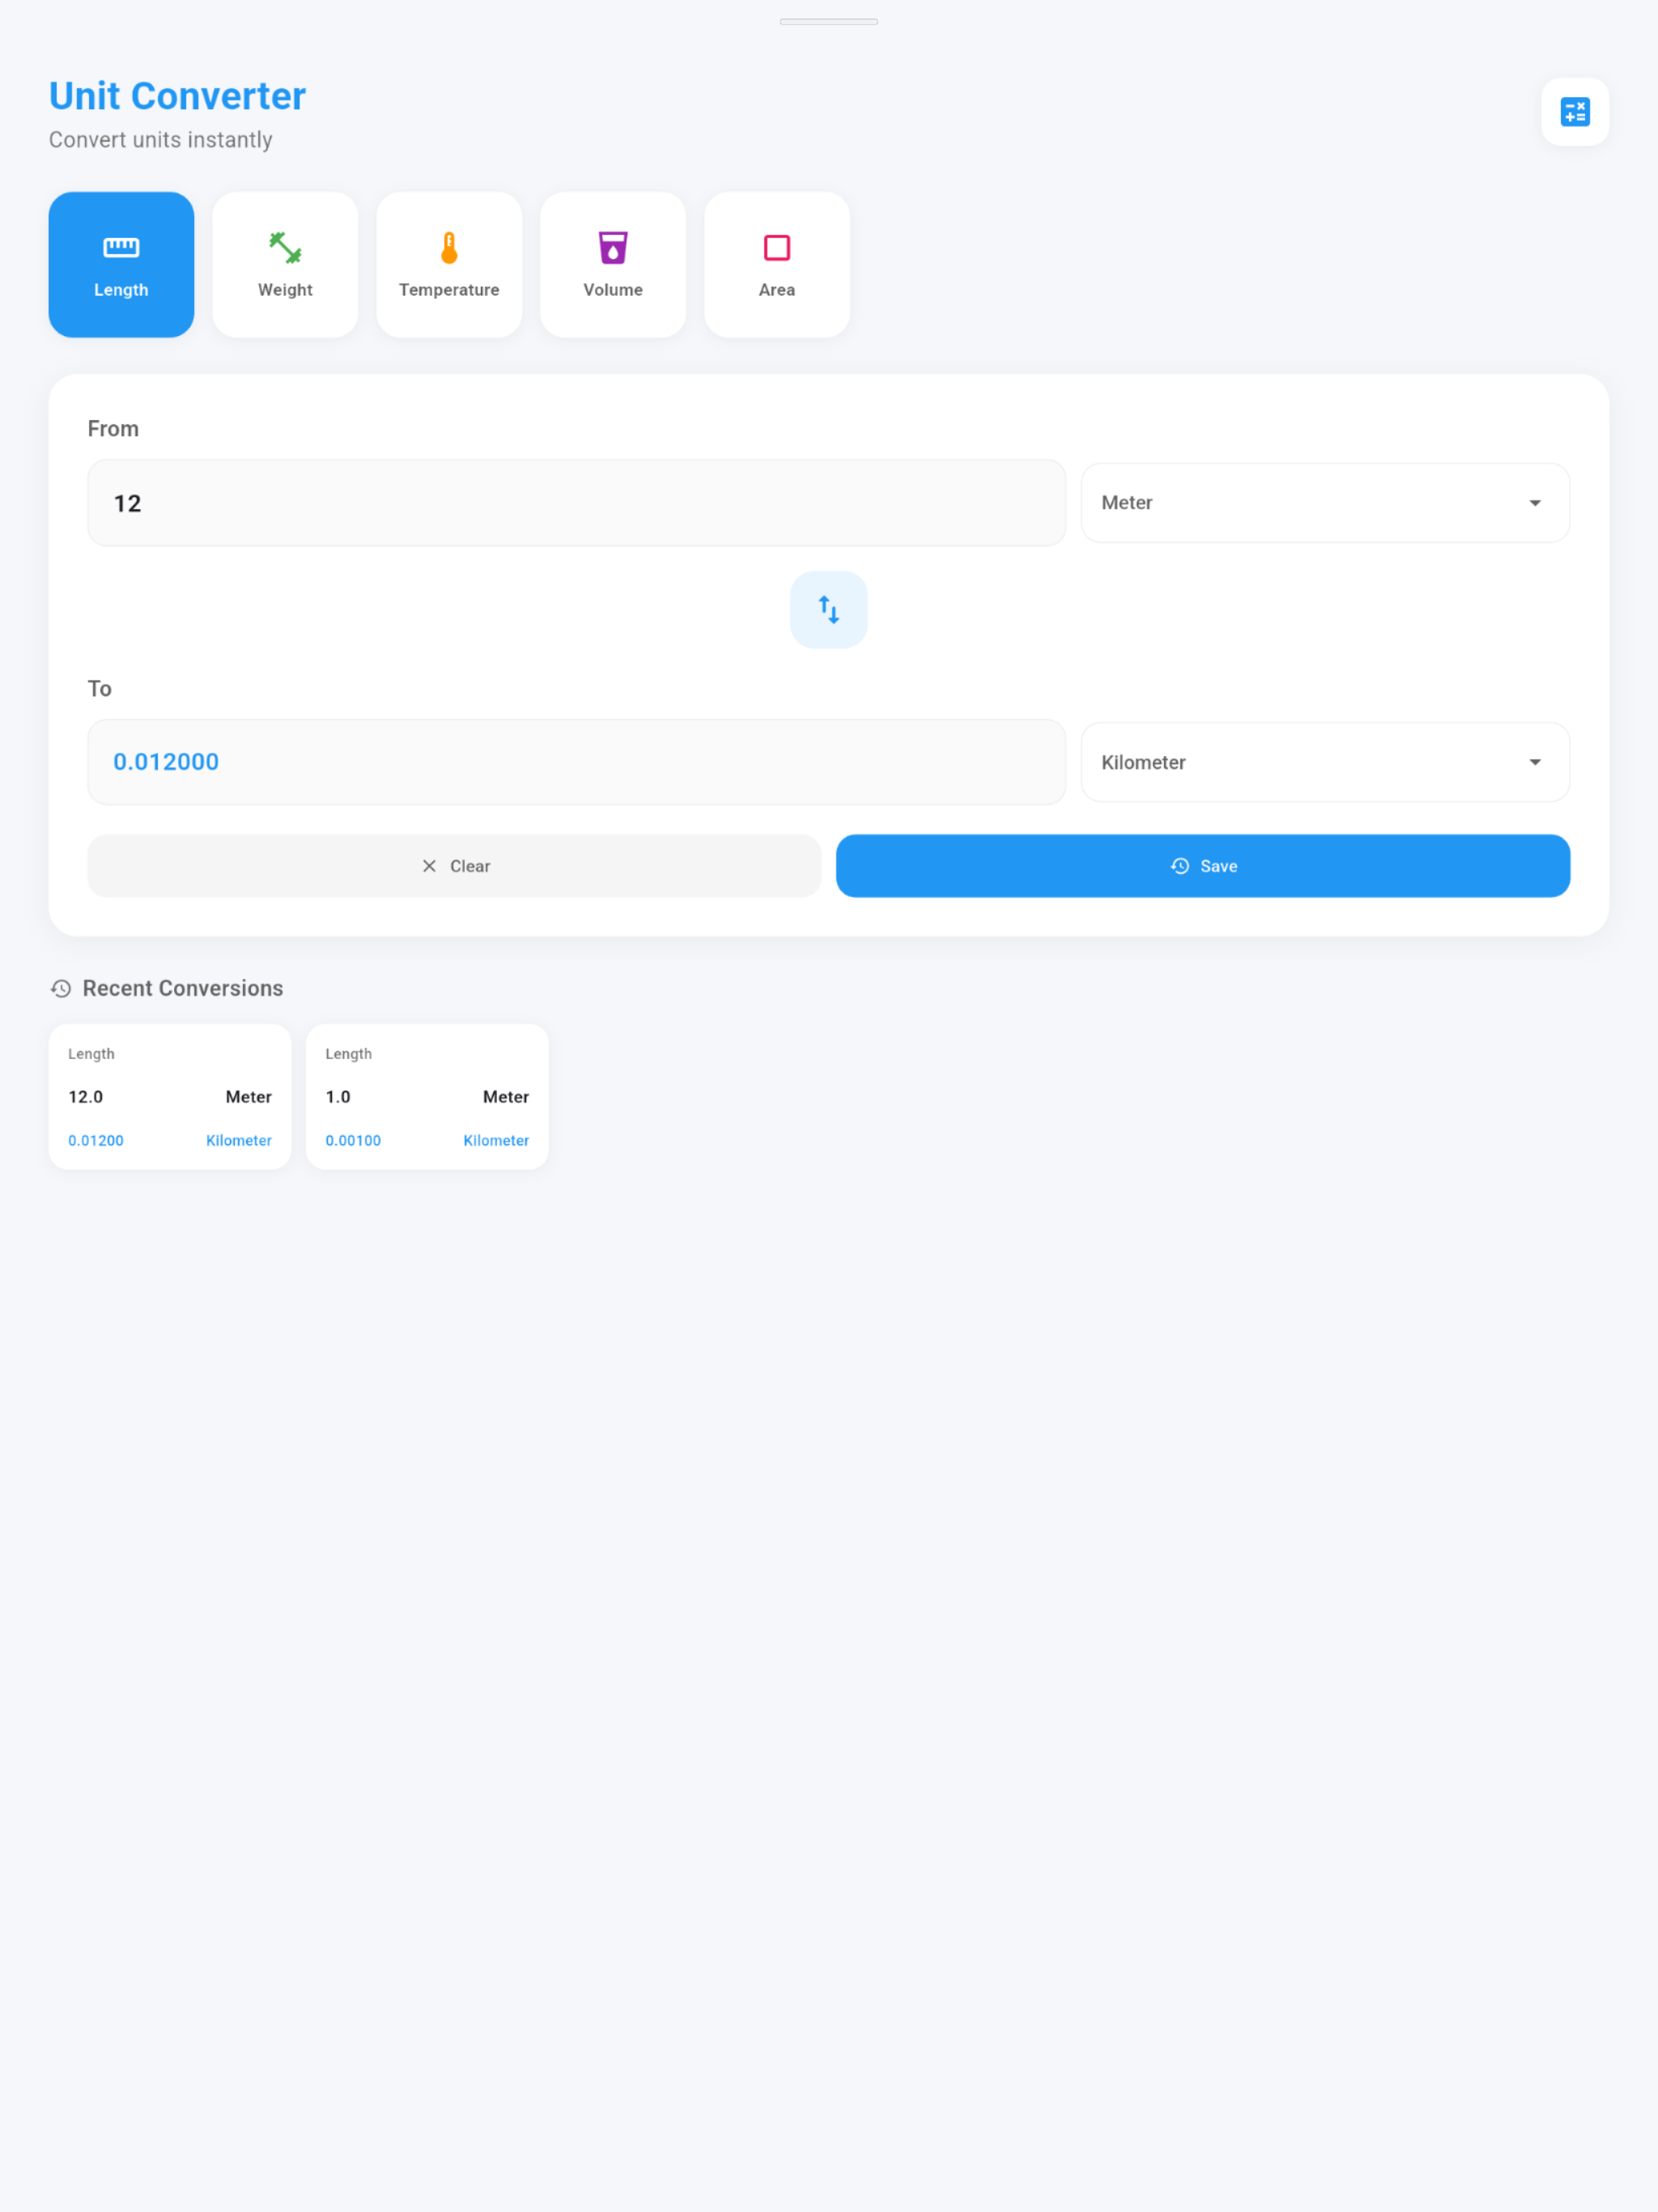 Unit Converter
Convert units instantly
Length Weight Temperature Volume Area
From
12 Meter
To
0.012000 Kilometer
Clear Save
Recent Conversions
Length
12.0 Meter
0.01200 Kilometer
Length
1.0 Meter
0.00100 Kilometer